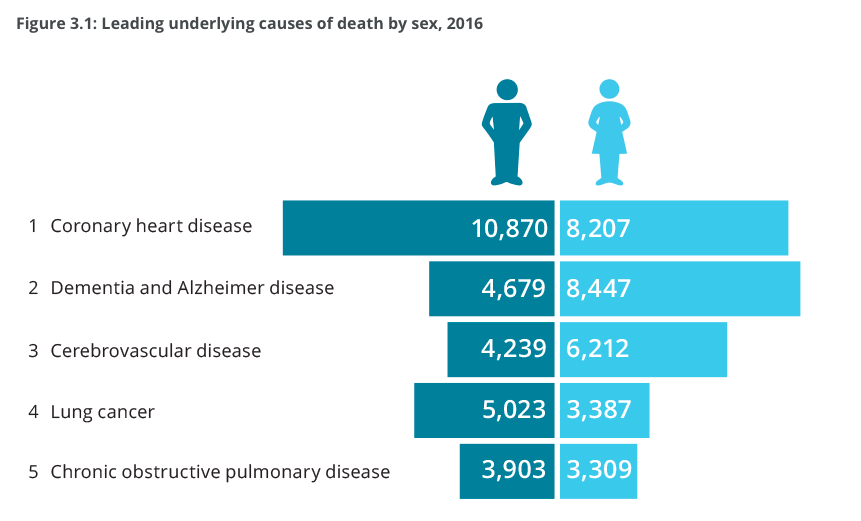 Figure 3.1: Leading underlying causes of death by sex, 2016
1 Coronary heart disease 10,870 8,207
2 Dementia and Alzheimer disease 4,679 8,447
3 Cerebrovascular disease 4,239 6,212
4 Lung cancer 5,023 3,387
5 Chronic obstructive pulmonary disease 3,903 3,309